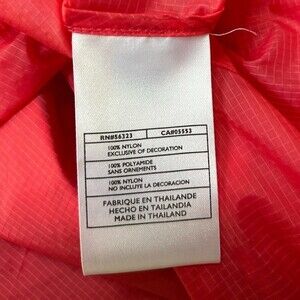 RN#56323 CA#05553
100% NYLON
EXCLUSIVE OF DECORATION
100% POLYAMIDE
SANS ORNEMENTS
100% NYLON
NO INCLUYE LA DECORACION
FABRIQUE EN THAILANDE
HECHO EN TAILANDIA
MADE IN THAILAND